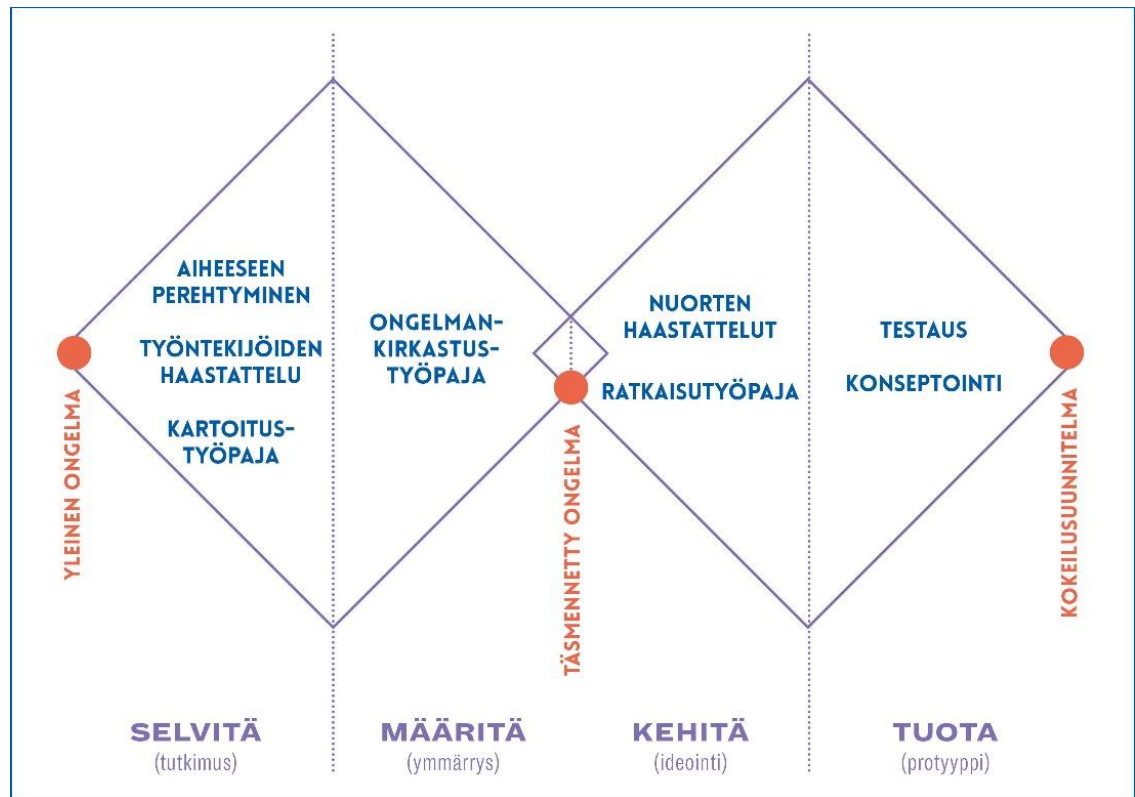 AIHEESEEN
PEREHTYMINEN
TYÖNTEKIJÖIDEN
HAASTATTELU
KARTOITUS-
TYÖPAJA
ONGELMAN-
KIRKASTUS-
TYÖPAJA
NUORTEN
HAASTATTELUT
RATKAISUTYÖPAJA
TESTAUS
KONSEPTOINTI
YLEINEN ONGELMA
TÄSMENNETTY ONGELMA
KOKEILUSUUNNITELMA
SELVITÄ
(tutkimus)
MÄÄRITÄ
(ymmärrys)
KEHITÄ
(ideointi)
TUOTA
(protyyppi)